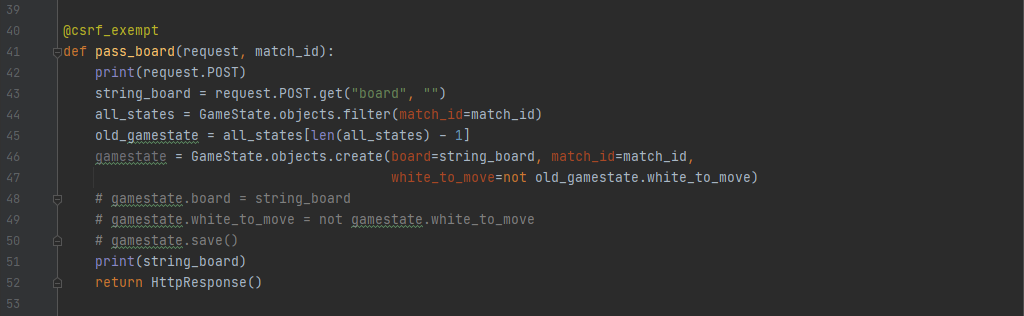 39
40 @csrf_exempt
41 def pass_board(request, match_id):
42 print(request.POST)
43 string_board = request.POST.get("board", "")
44 all_states = GameState.objects.filter(match_id=match_id)
45 old_gamestate = all_states[len(all_states) - 1]
46 gamestate = GameState.objects.create(board=string_board, match_id=match_id,
47 white_to_move=not old_gamestate.white_to_move)
48 # gamestate.board = string_board
49 # gamestate.white_to_move = not gamestate.white_to_move
50 # gamestate.save()
51 print(string_board)
52 return HttpResponse()
53